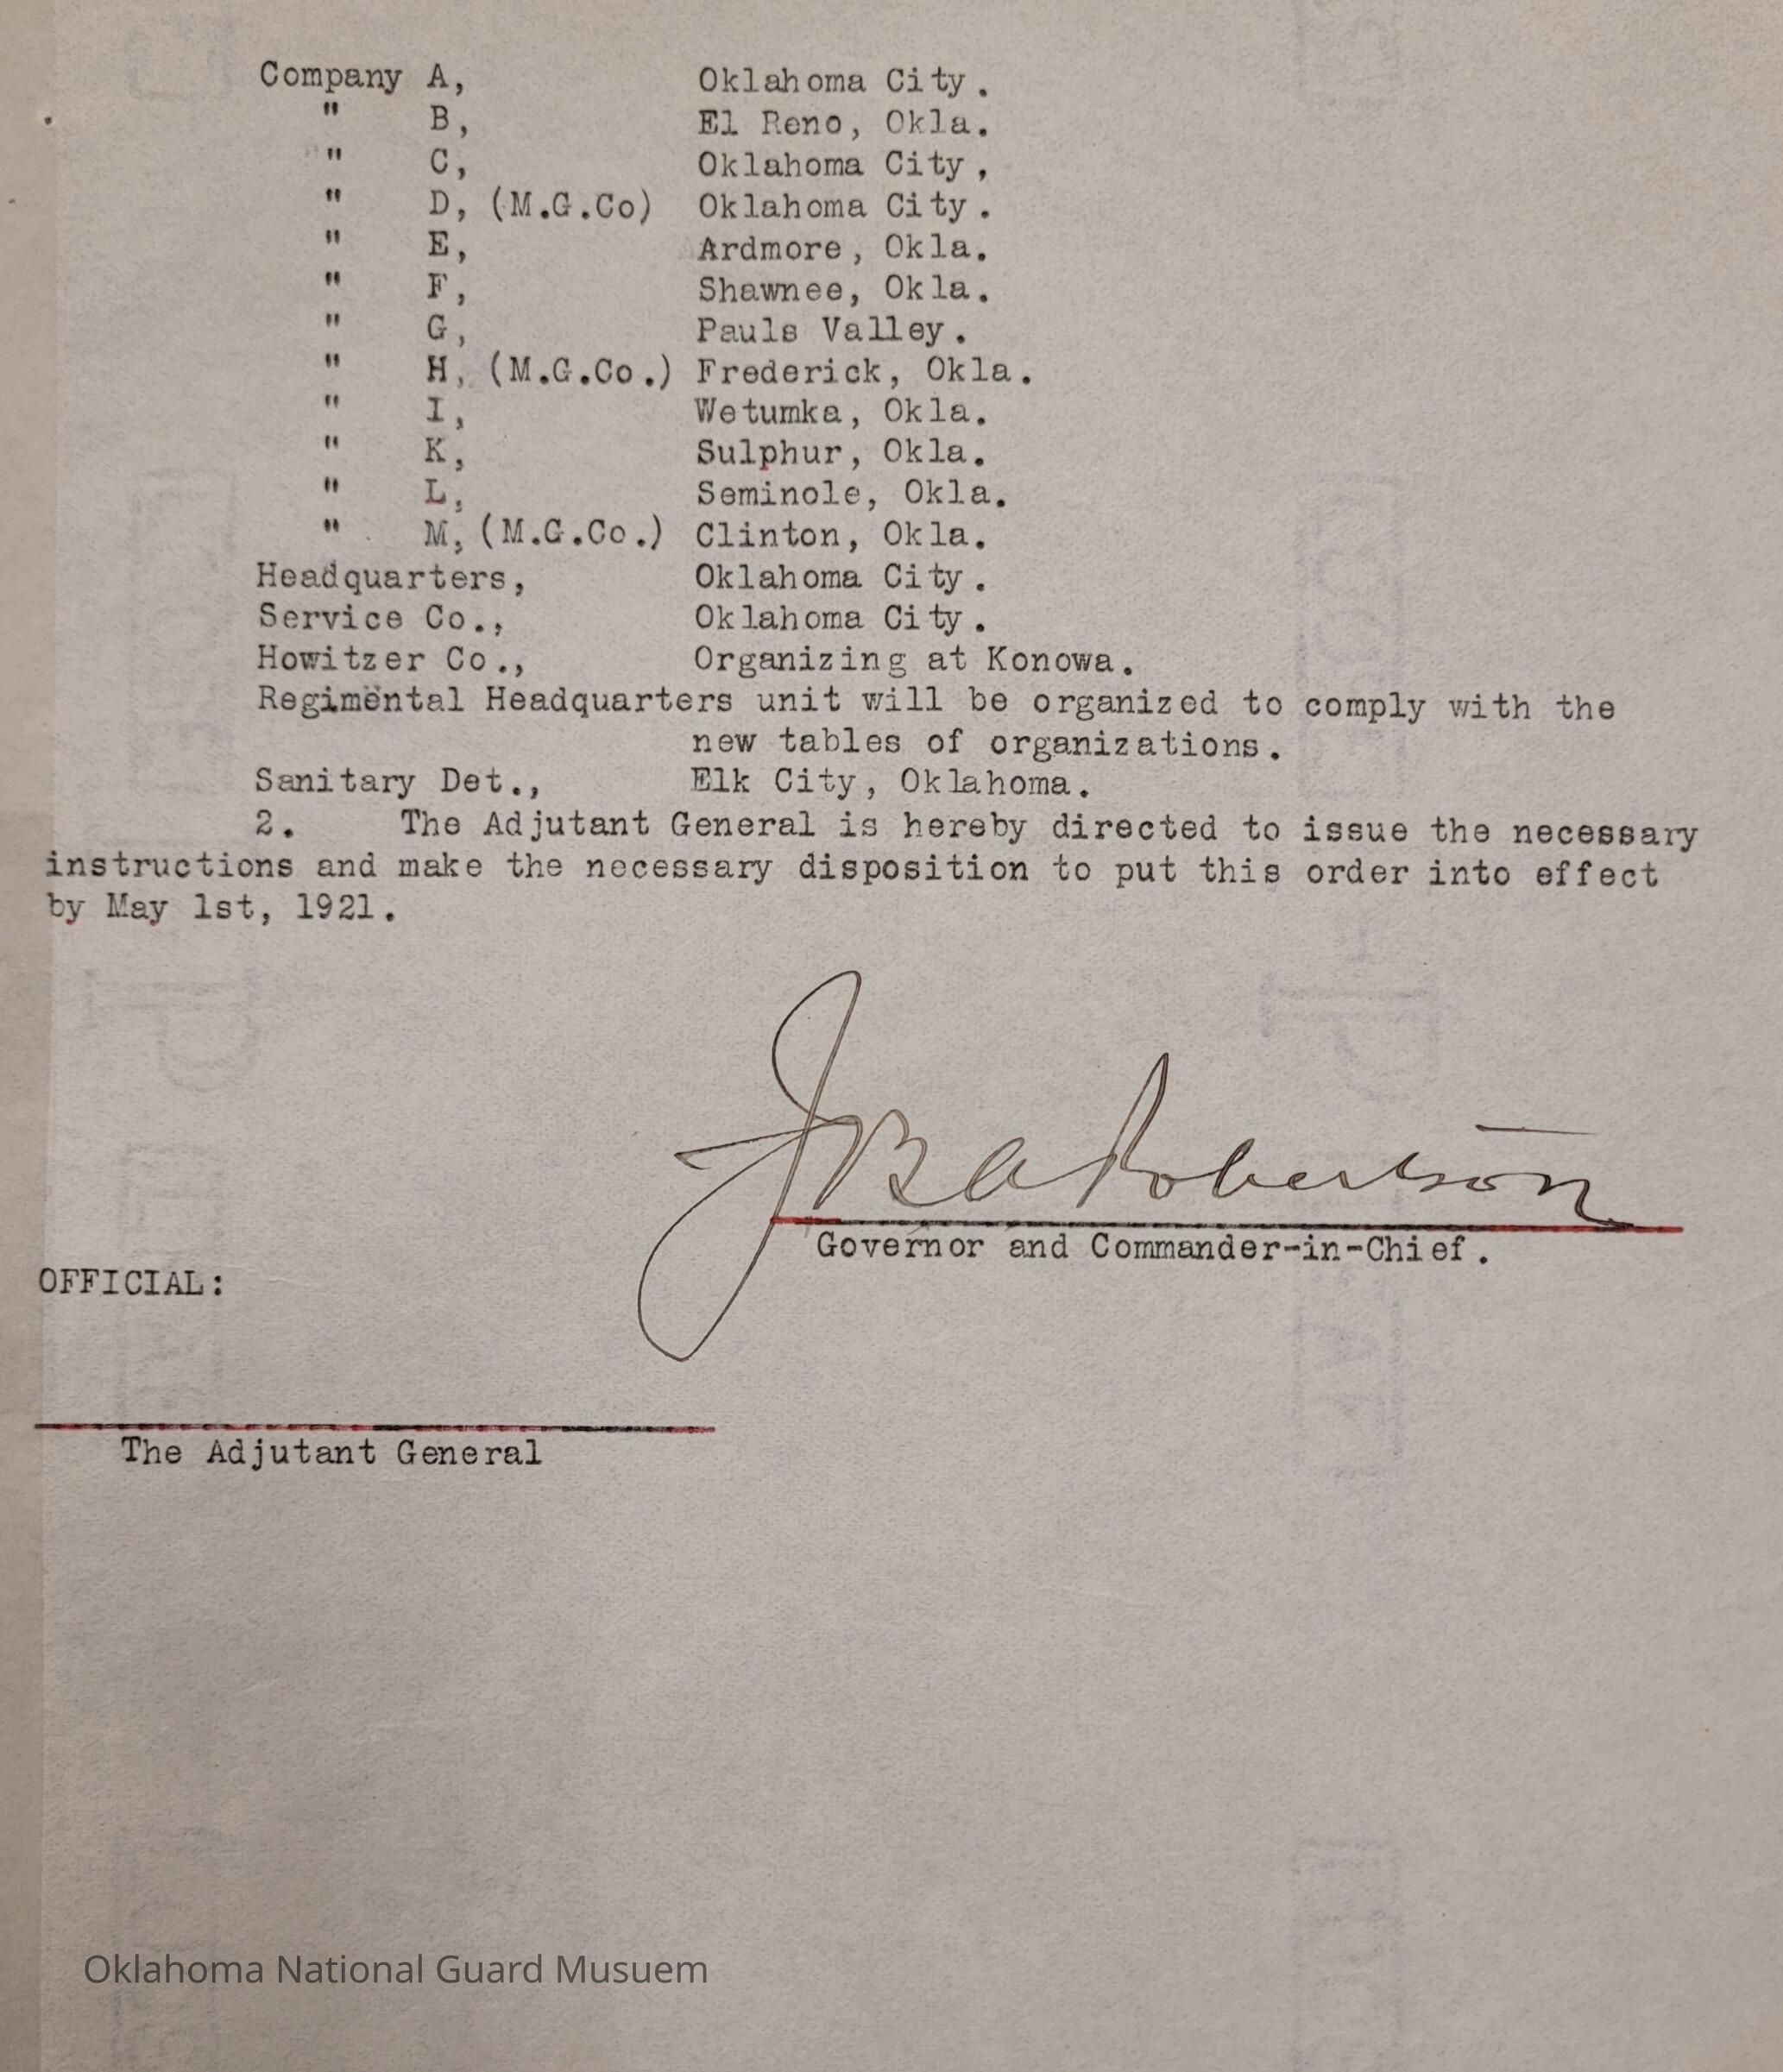 Company A, Oklahoma City.
" B, El Reno, Okla.
" C, Oklahoma City,
" D, (M.G.Co) Oklahoma City.
" E, Ardmore, Okla.
" F, Shawnee, Okla.
" G, Pauls Valley.
" H, (M.G.Co.) Frederick, Okla.
" I, Wetumka, Okla.
" K, Sulphur, Okla.
" L, Seminole, Okla.
" M, (M.G.Co.) Clinton, Okla.
Headquarters, Oklahoma City.
Service Co., Oklahoma City.
Howitzer Co., Organizing at Konowa.
Regimental Headquarters unit will be organized to comply with the
new tables of organizations.
Sanitary Det., Elk City, Oklahoma.
2. The Adjutant General is hereby directed to issue the necessary
instructions and make the necessary disposition to put this order into effect
by May 1st, 1921.
JBA Robertson
Governor and Commander-in-Chief.
OFFICIAL:
The Adjutant General
Oklahoma National Guard Musuem